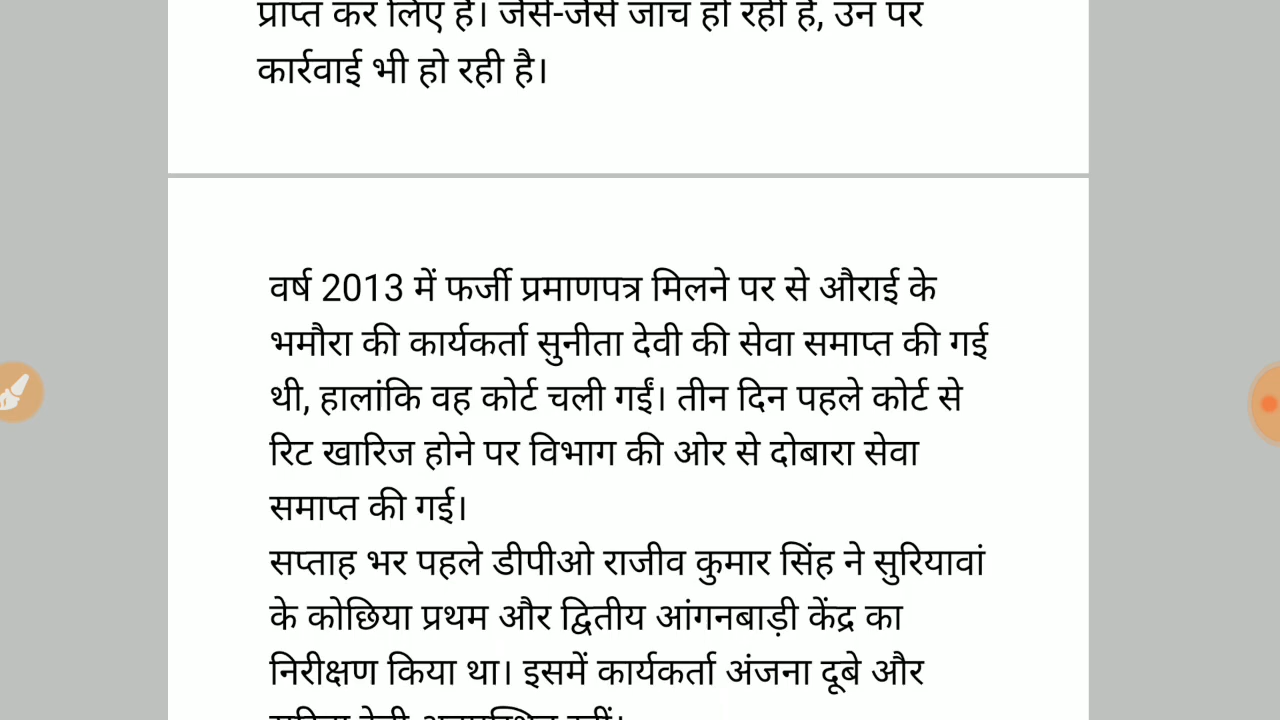 प्राप्त कर लिए हैं। जैसे-जैसे जांच हो रही है, उन पर
कार्रवाई भी हो रही है।
वर्ष 2013 में फर्जी प्रमाणपत्र मिलने पर से औराई के
भमौरा की कार्यकर्ता सुनीता देवी की सेवा समाप्त की गई
थी, हालांकि वह कोर्ट चली गईं। तीन दिन पहले कोर्ट से
रिट खारिज होने पर विभाग की ओर से दोबारा सेवा
समाप्त की गई।
सप्ताह भर पहले डीपीओ राजीव कुमार सिंह ने सुरियावां
के कोछिया प्रथम और द्वितीय आंगनबाड़ी केंद्र का
निरीक्षण किया था। इसमें कार्यकर्ता अंजना दूबे और